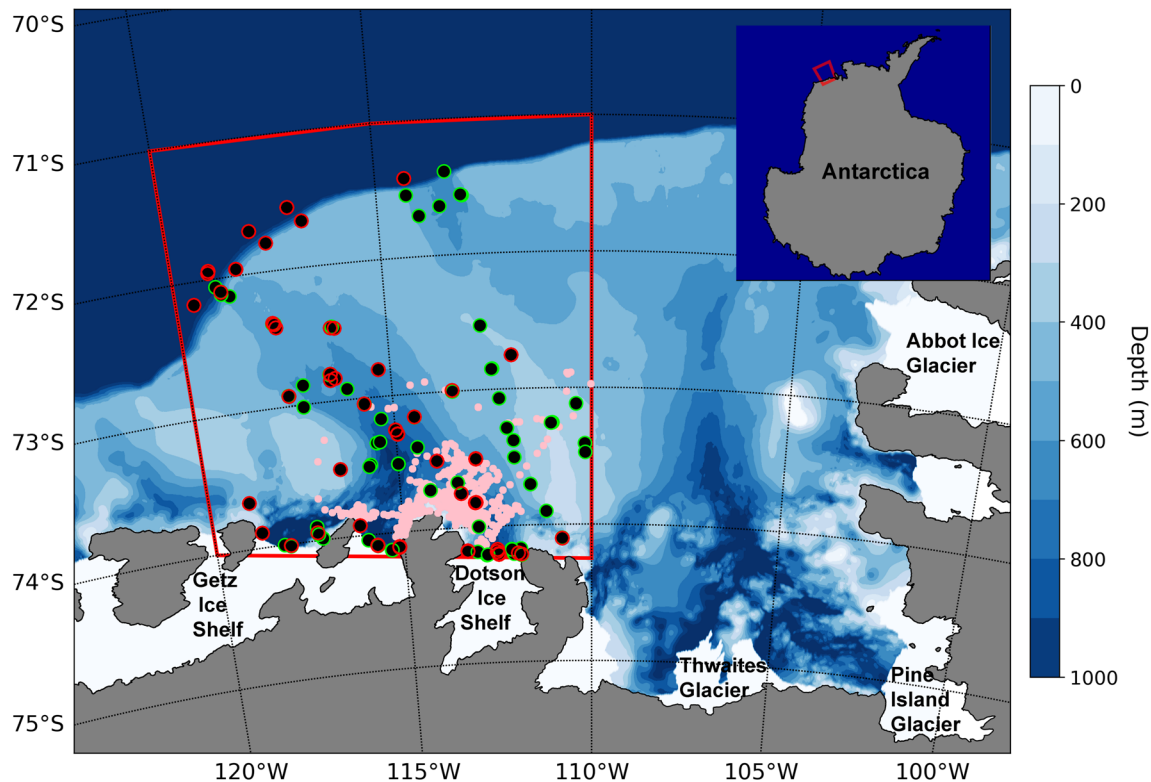 70°S
71°S
72°S
73°S
74°S
75°S
120°W
115°W
110°W
105°W
100°W
Antarctica
Abbot Ice
Glacier
Getz
Ice
Shelf
Dotson
Ice
Shelf
Thwaites
Glacier
Pine
Island
Glacier
0
200
400
600
800
1000
Depth (m)